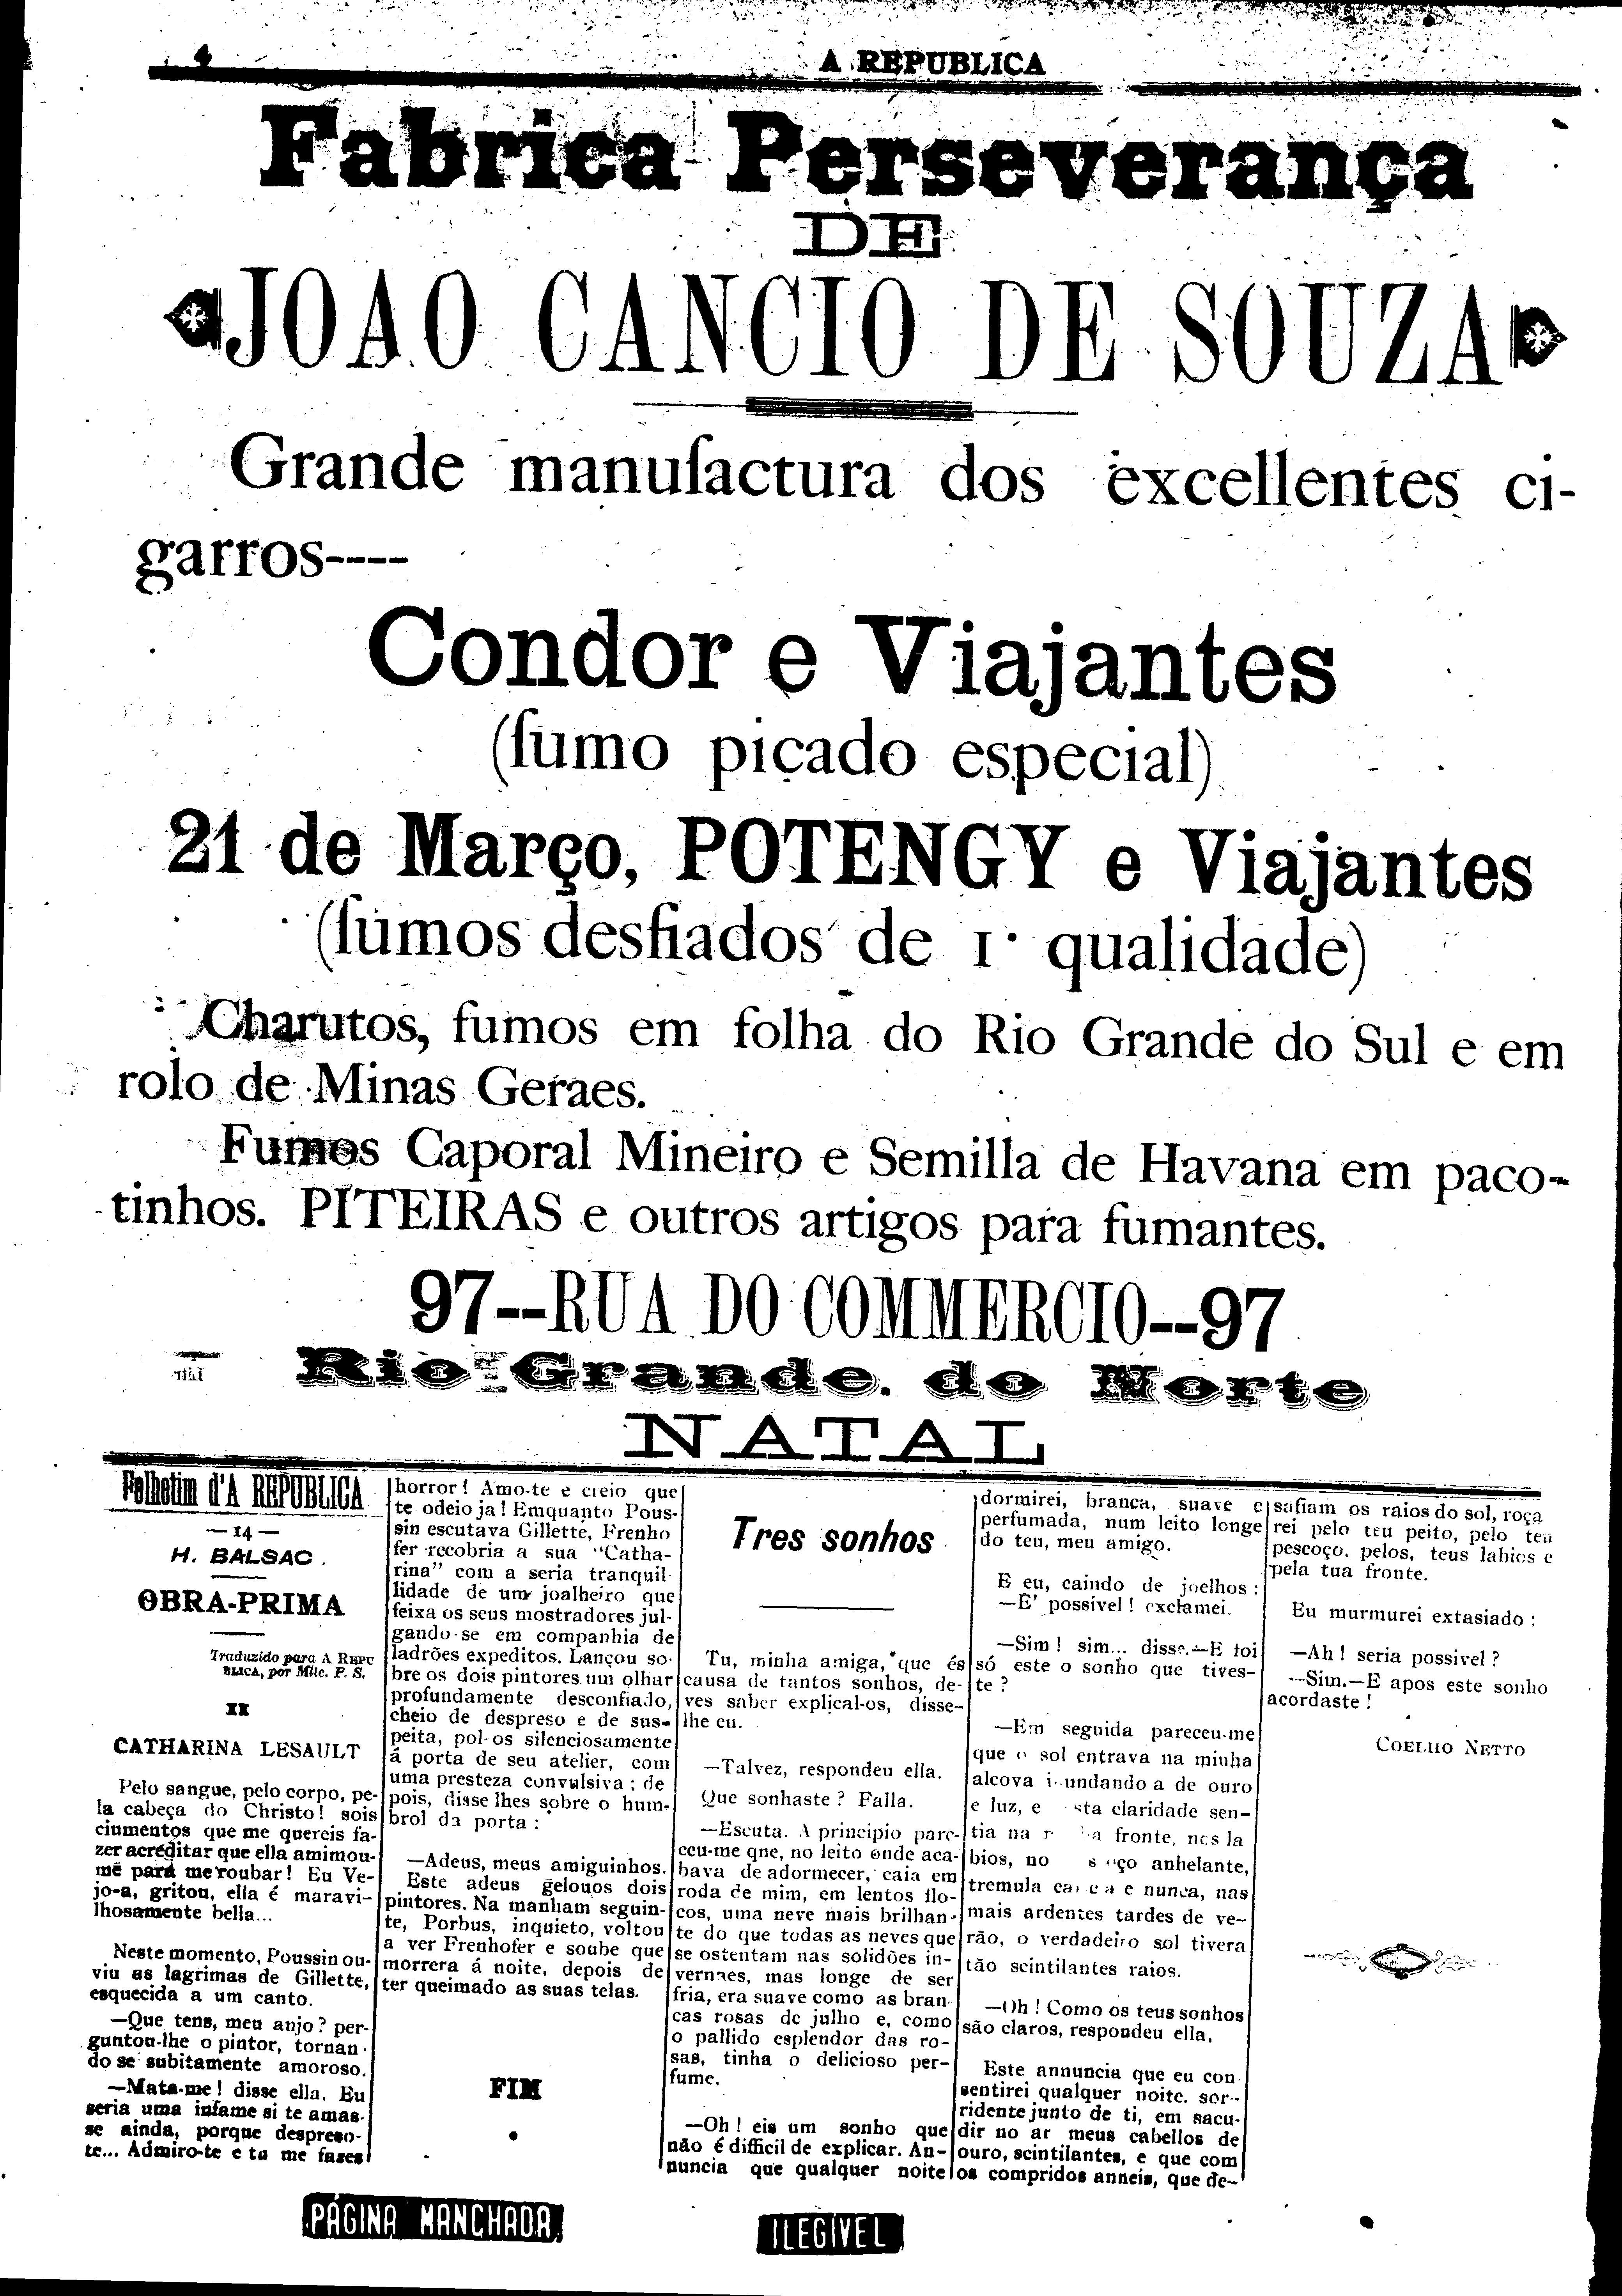 4
A REPUBLICA
Fabrica Perseverança
DE
JOAO CANCIO DE SOUZA
Grande manufactura dos excellentes ci-
garros----
Condor e Viajantes
(fumo picado especial)
21 de Março, POTENGY e Viajantes
(fumos desfiados de 1ª qualidade)
Charutos, fumos em folha do Rio Grande do Sul e em
rolo de Minas Geraes.
Fumos Caporal Mineiro e Semilla de Havana em paco-
tinhos. PITEIRAS e outros artigos para fumantes.
97--RUA DO COMMERCIO--97
Rio Grande do Norte
NATAL
Folhetim d'A REPUBLICA
—14—
H. BALSAC
OBRA-PRIMA
Traduzido para A REPU
BLICA, por Mlle. P. S.
II
CATHARINA LESAULT
Pelo sangue, pelo corpo, pe-
la cabeça do Christo! sois
ciumentos que me quereis fa-
zer acreditar que ella amimou-
me para me roubar! Eu Ve-
jo-a, gritou, ella é maravi-
lhosamente bella...
Neste momento, Poussin ou-
viu as lagrimas de Gillette,
esquecida a um canto.
—Que tens, meu anjo? per-
guntou-lhe o pintor, tornan-
do se subitamente amoroso.
—Mata-me! disse ella. Eu
seria uma infame si te amas-
se ainda, porque despreso-
te... Admiro-te e tu me fases
horror! Amo-te e creio que
te odeio ja! Emquanto Pous-
sin escutava Gillette, Frenho
fer recobria a sua "Catha-
rina" com a seria tranquil-
lidade de um joalheiro que
feixa os seus mostradores jul-
gando-se em companhia de
ladrões expeditos. Lançou so-
bre os dois pintores um olhar
profundamente desconfiado,
cheio de despreso e de sus-
peita, pol-os silenciosamente
á porta de seu atelier, com
uma presteza convulsiva; de
pois, disse lhes sobre o hum-
brol da porta:
—Adeus, meus amiguinhos.
Este adeus gelouos dois
pintores. Na manham seguin-
te, Porbus, inquieto, voltou
a ver Frenhofer e soube que
morrera á noite, depois de
ter queimado as suas telas.
FIM
Tres sonhos
Tu, minha amiga, que és
causa de tantos sonhos, de-
ves saber explical-os, disse-
lhe eu.
—Talvez, respondeu ella.
Que sonhaste? Falla.
—Escuta. A principio pare-
ceu-me qne, no leito onde aca-
bava de adormecer, caia em
roda de mim, em lentos flo-
cos, uma neve mais brilhan-
te do que todas as neves que
se ostentam nas solidões in-
vernaes, mas longe de ser
fria, era suave como as bran-
cas rosas de julho e, como
o pallido esplendor das ro-
sas, tinha o delicioso per-
fume.
—Oh! eis um sonho que
não é difficil de explicar. An-
nuncia que qualquer noite
dormirei, branca, suave e
perfumada, num leito longe
do teu, meu amigo.
E eu, caindo de joelhos:
—E' possivel! exclamei.
—Sim! sim... disse.—E foi
só este o sonho que tives-
te?
—Em seguida pareceu-me
que o sol entrava na minha
alcova inundando a de ouro
e luz, e claridade sen-
tia na fronte, nos la
bios, no anhelante,
tremula e nunca, nas
mais ardentes tardes de ve-
rão, o verdadeiro sol tivera
tão scintilantes raios.
—Oh! Como os teus sonhos
são claros, respondeu ella.
Este annuncia que eu con
sentirei qualquer noite, sor-
ridente junto de ti, em sacu-
dir no ar meus cabellos de
ouro, scintilantes, e que com
os compridos anneis, que de-
safiam os raios do sol, roça
rei pelo teu peito, pelo teu
pescoço, pelos, teus labios e
pela tua fronte.
Eu murmurei extasiado:
—Ah! seria possivel?
—Sim.—E apos este sonho
acordaste!
COELHO NETTO
PÁGINA MANCHADA
ILEGÍVEL